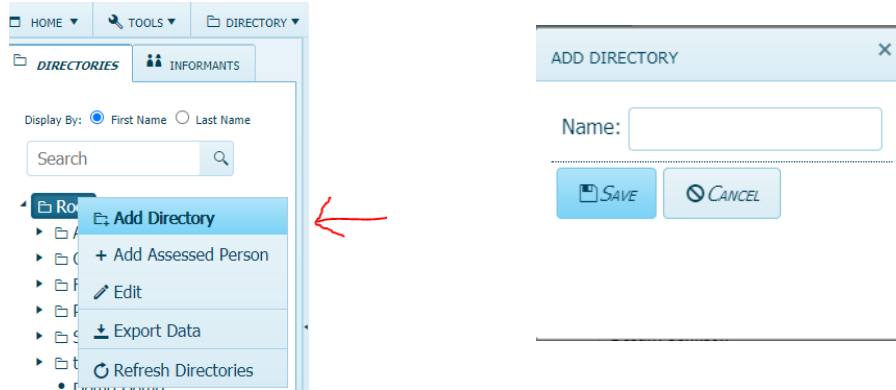 HOME ▼ TOOLS ▼ DIRECTORY ▼
DIRECTORIES INFORMANTS
Display By: First Name Last Name
Search
Add Directory
+ Add Assessed Person
Edit
Export Data
Refresh Directories
ADD DIRECTORY ×
Name:
SAVE CANCEL